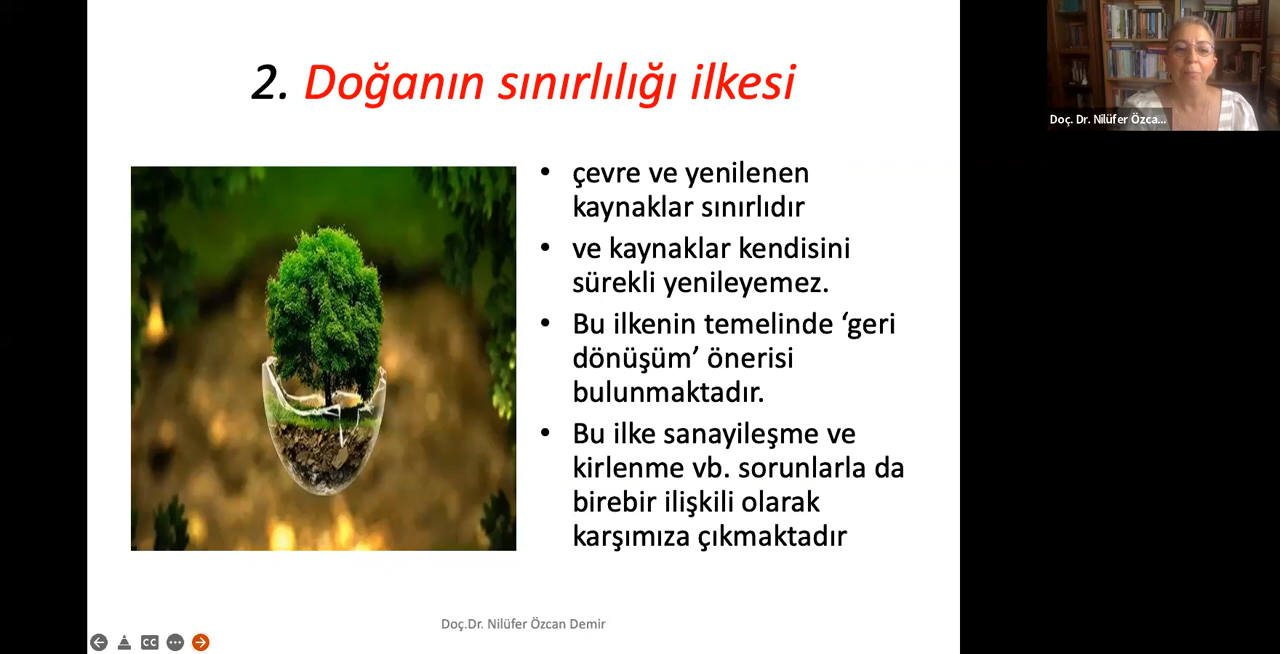 2. Doğanın sınırlılığı ilkesi
• çevre ve yenilenen
kaynaklar sınırlıdır
• ve kaynaklar kendisini
sürekli yenileyemez.
• Bu ilkenin temelinde ‘geri
dönüşüm’ önerisi
bulunmaktadır.
• Bu ilke sanayileşme ve
kirlenme vb. sorunlarla da
birebir ilişkili olarak
karşımıza çıkmaktadır
Doç.Dr. Nilüfer Özcan Demir
CC
Doç. Dr. Nilüfer Özca...